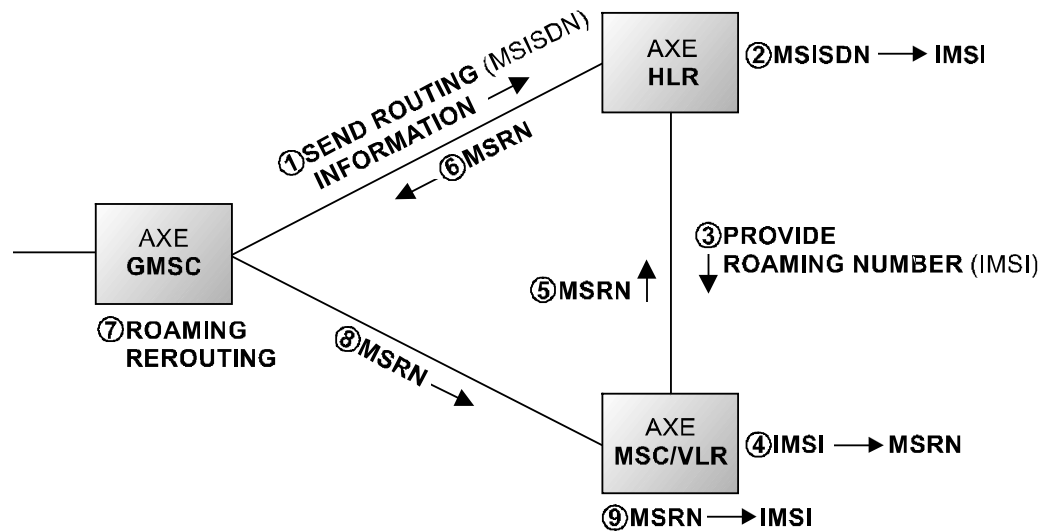 ①SEND ROUTING (MSISDN)
INFORMATION
⑥MSRN
AXE
HLR
②MSISDN → IMSI
③PROVIDE
ROAMING NUMBER (IMSI)
⑤MSRN
AXE
GMSC
⑦ROAMING
REROUTING
⑧MSRN
AXE
MSC/VLR
④IMSI → MSRN
⑨MSRN → IMSI